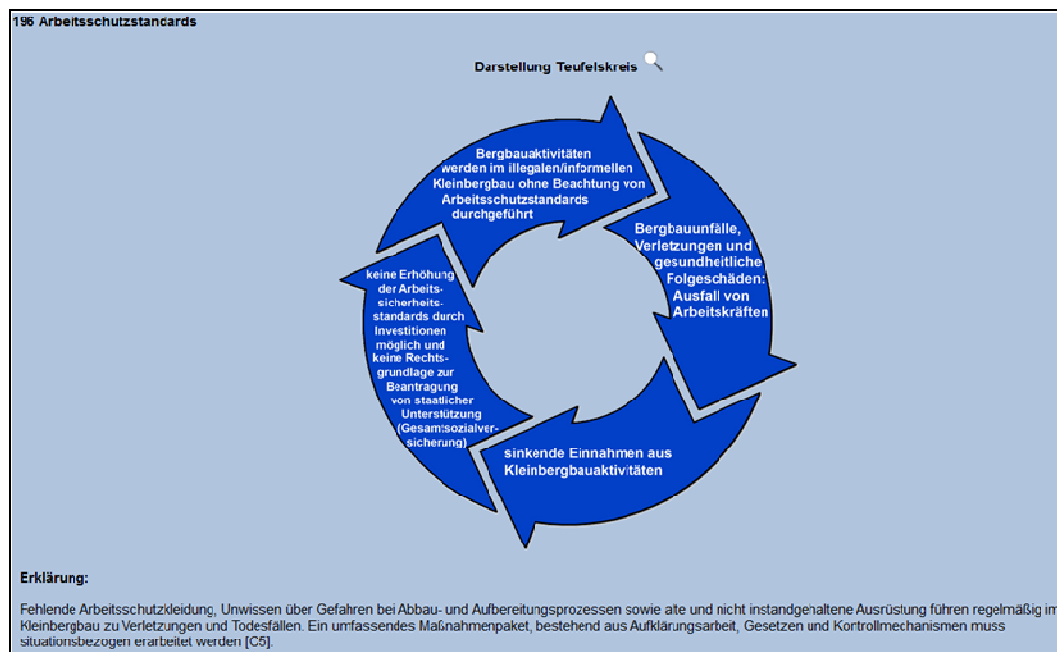 196 Arbeitsschutzstandards
Darstellung Teufelskreis
Bergbauaktivitäten
werden im illegalen/informellen
Kleinbergbau ohne Beachtung von
Arbeitsschutzstandards
durchgeführt
Bergbauunfälle,
Verletzungen und
gesundheitliche
Folgeschäden:
Ausfall von
Arbeitskräften
sinkende Einnahmen aus
Kleinbergbauaktivitäten
keine Erhöhung
der Arbeits-
sicherheits-
standards durch
Investitionen
möglich und
keine Rechts-
grundlage zur
Beantragung
von staatlicher
Unterstützung
(Gesamtsozialver-
sicherung)
Erklärung:
Fehlende Arbeitsschutzkleidung, Unwissen über Gefahren bei Abbau- und Aufbereitungsprozessen sowie alte und nicht instandgehaltene Ausrüstung führen regelmäßig im
Kleinbergbau zu Verletzungen und Todesfällen. Ein umfassendes Maßnahmenpaket, bestehend aus Aufklärungsarbeit, Gesetzen und Kontrollmechanismen muss
situationsbezogen erarbeitet werden [C5].